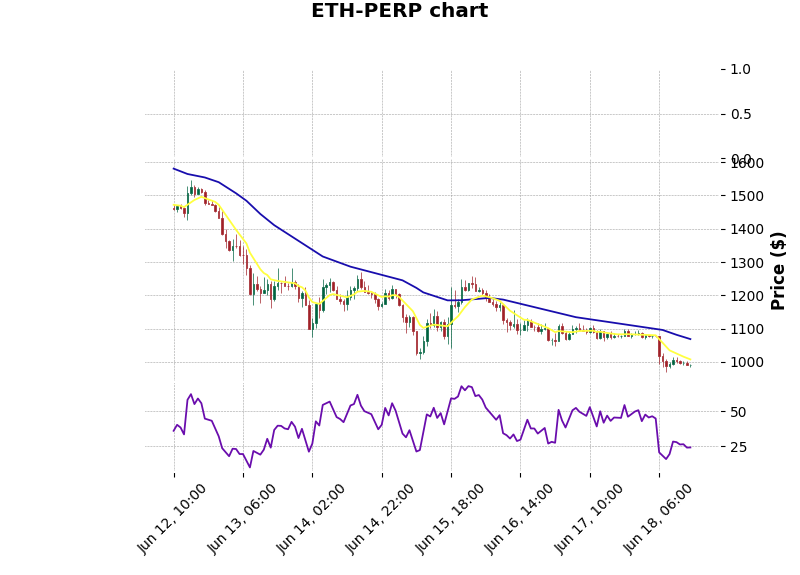 ETH-PERP chart
1.0
0.5
0.0
1600
1500
1400
1300
1200
1100
1000
Price ($)
50
25
Jun 12, 10:00
Jun 13, 06:00
Jun 14, 02:00
Jun 14, 22:00
Jun 15, 18:00
Jun 16, 14:00
Jun 17, 10:00
Jun 18, 06:00